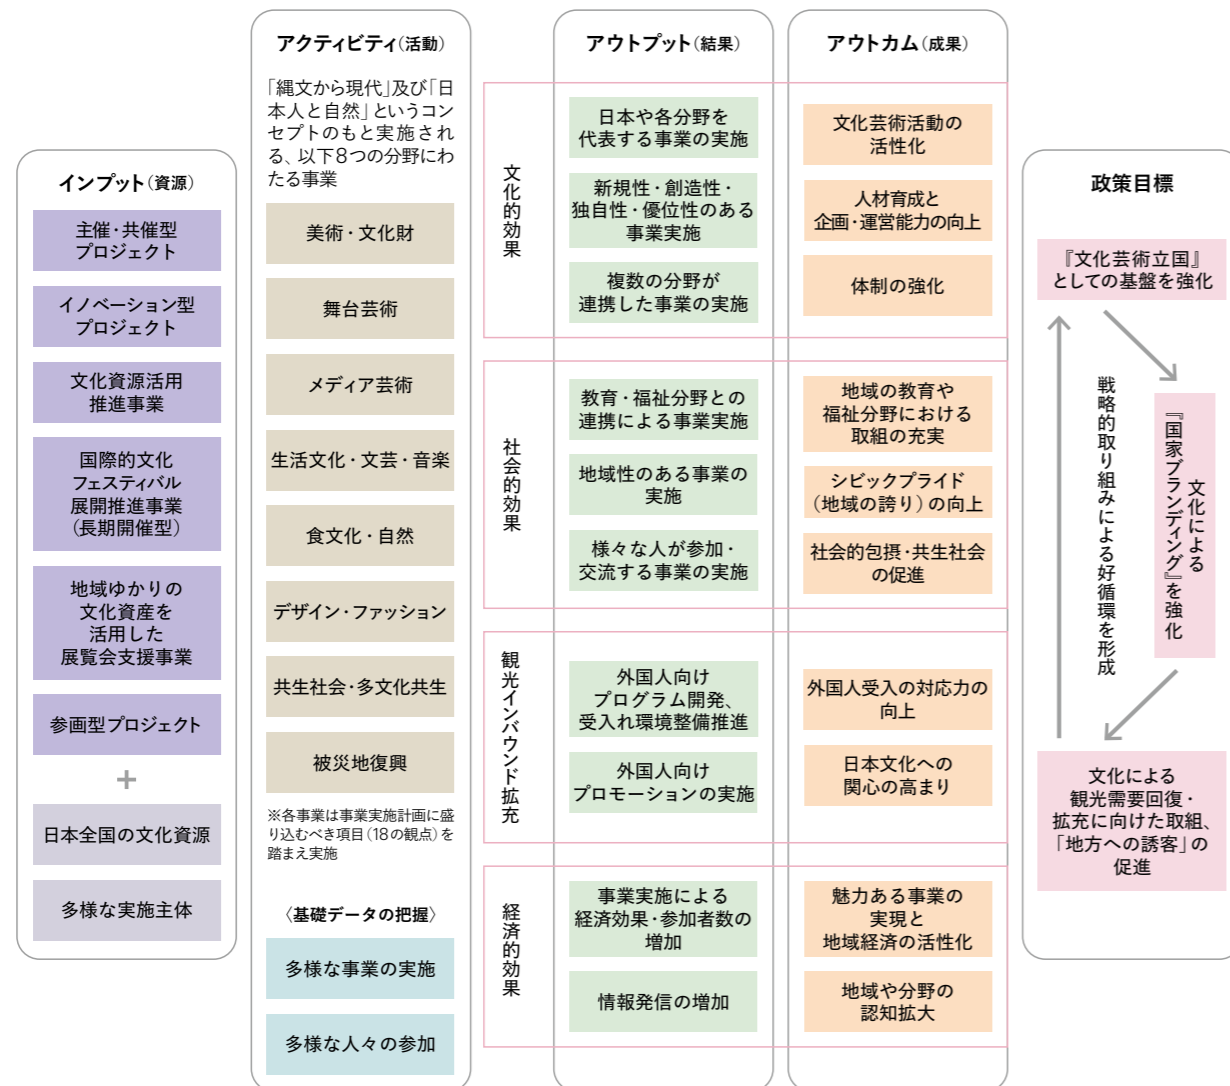 インプット(資源)
主催・共催型
プロジェクト
イノベーション型
プロジェクト
文化資源活用
推進事業
国際的文化
フェスティバル
展開推進事業
(長期開催型)
地域ゆかりの
文化資産を
活用した
展覧会支援事業
参画型プロジェクト
+
日本全国の文化資源
多様な実施主体
アクティビティ(活動)
「縄文から現代」及び「日
本人と自然」というコン
セプトのもと実施され
る、以下8つの分野にわ
たる事業
美術・文化財
舞台芸術
メディア芸術
生活文化・文芸・音楽
食文化・自然
デザイン・ファッション
共生社会・多文化共生
被災地復興
※各事業は事業実施計画に盛
り込むべき項目(18の観点)を
踏まえ実施
〈基礎データの把握〉
多様な事業の実施
多様な人々の参加
アウトプット(結果)
アウトカム(成果)
文化的効果
日本や各分野を
代表する事業の実施
新規性・創造性・
独自性・優位性のある
事業実施
複数の分野が
連携した事業の実施
文化芸術活動の
活性化
人材育成と
企画・運営能力の向上
体制の強化
社会的効果
教育・福祉分野との
連携による事業実施
地域性のある事業の
実施
様々な人が参加・
交流する事業の実施
地域の教育や
福祉分野における
取組の充実
シビックプライド
(地域の誇り)の向上
社会的包摂・共生社会
の促進
観光インバウンド拡充
外国人向け
プログラム開発、
受入れ環境整備推進
外国人向け
プロモーションの実施
外国人受入の対応力の
向上
日本文化への
関心の高まり
経済的効果
事業実施による
経済効果・参加者数の
増加
情報発信の増加
魅力ある事業の
実現と
地域経済の活性化
地域や分野の
認知拡大
政策目標
『文化芸術立国』
としての基盤を強化
文化による
『国家ブランディング』を強化
戦略的取り組みによる好循環を形成
文化による
観光需要回復・
拡充に向けた取組、
「地方への誘客」の
促進